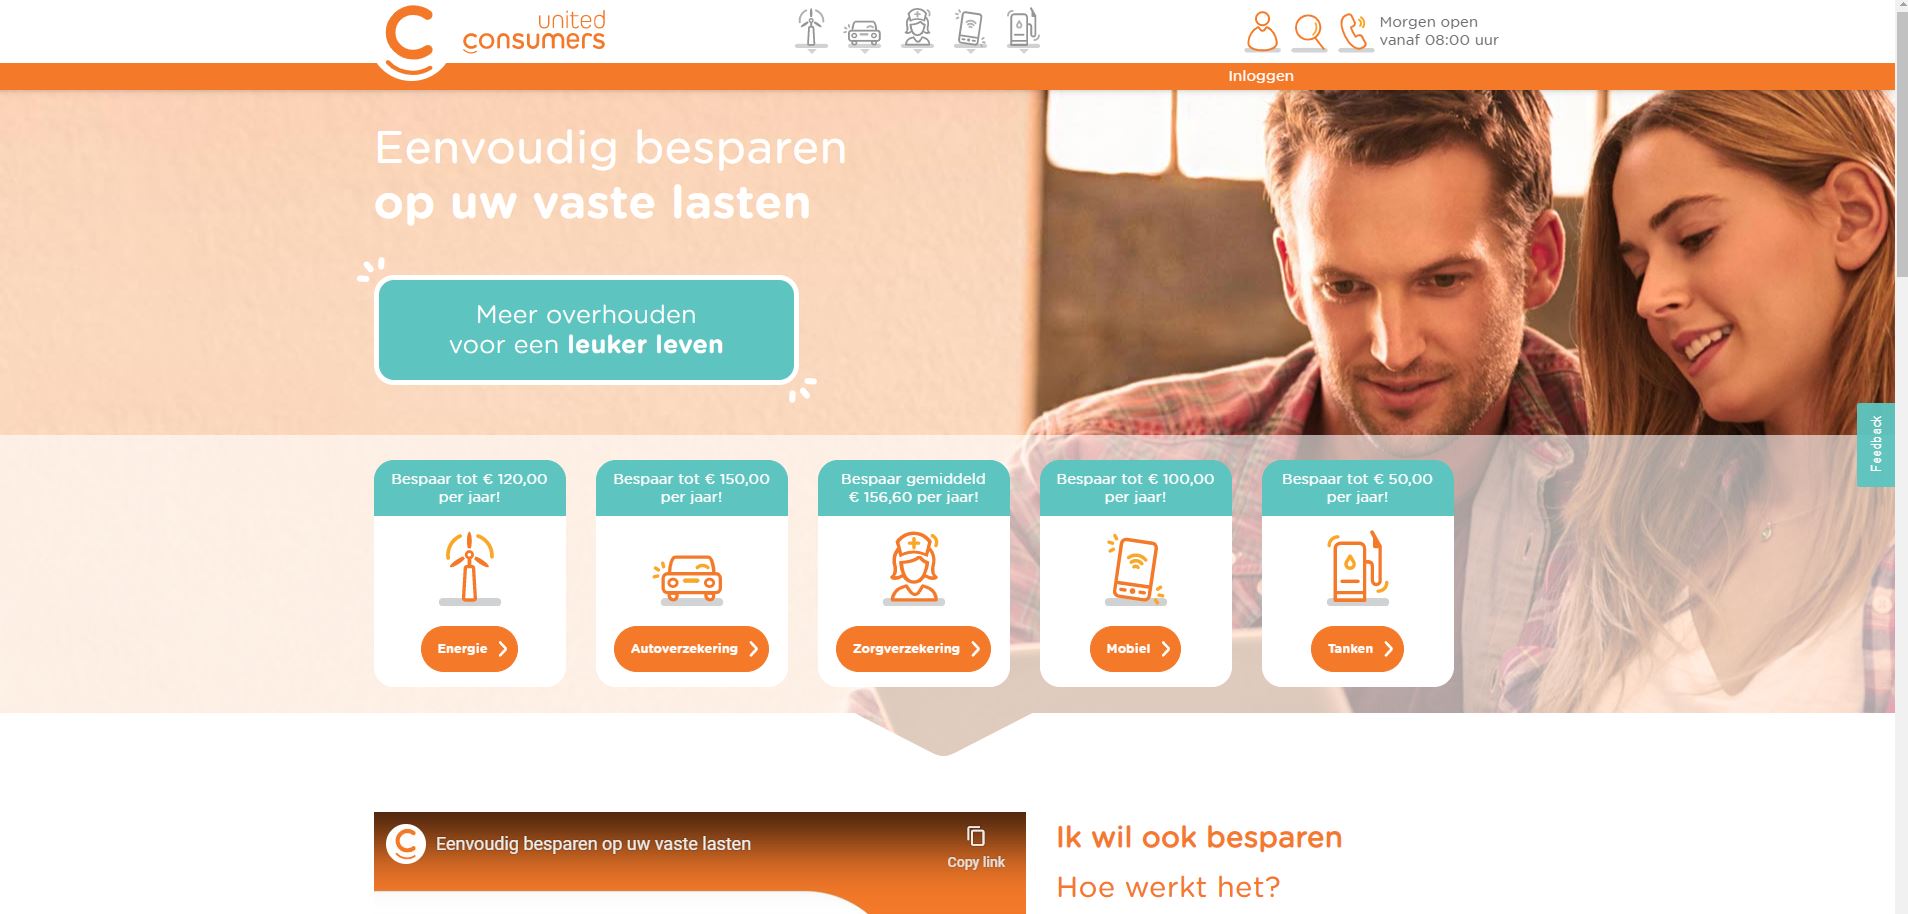 united
consumers
Morgen open
vanaf 08:00 uur
Inloggen
Eenvoudig besparen
op uw vaste lasten
Meer overhouden
voor een leuker leven
Feedback
Bespaar tot € 120,00
per jaar!
Energie
Bespaar tot € 150,00
per jaar!
Autoverzekering
Bespaar gemiddeld
€ 156,60 per jaar!
Zorgverzekering
Bespaar tot € 100,00
per jaar!
Mobiel
Bespaar tot € 50,00
per jaar!
Tanken
Eenvoudig besparen op uw vaste lasten
Copy link
Ik wil ook besparen
Hoe werkt het?